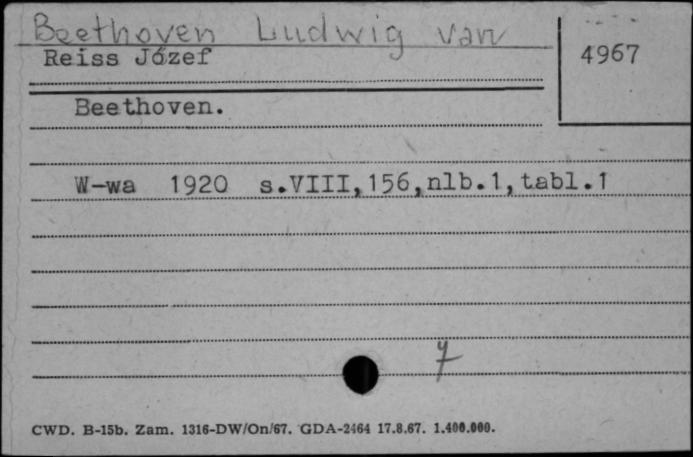 Beethoven Ludwig van
Reiss Józef
4967
Beethoven.
W-wa 1920 s.VIII,156,nlb.1,tabl.1
CWD. B-15b. Zam. 1316-DW/On/67. GDA-2464 17.8.67. 1.400.000.